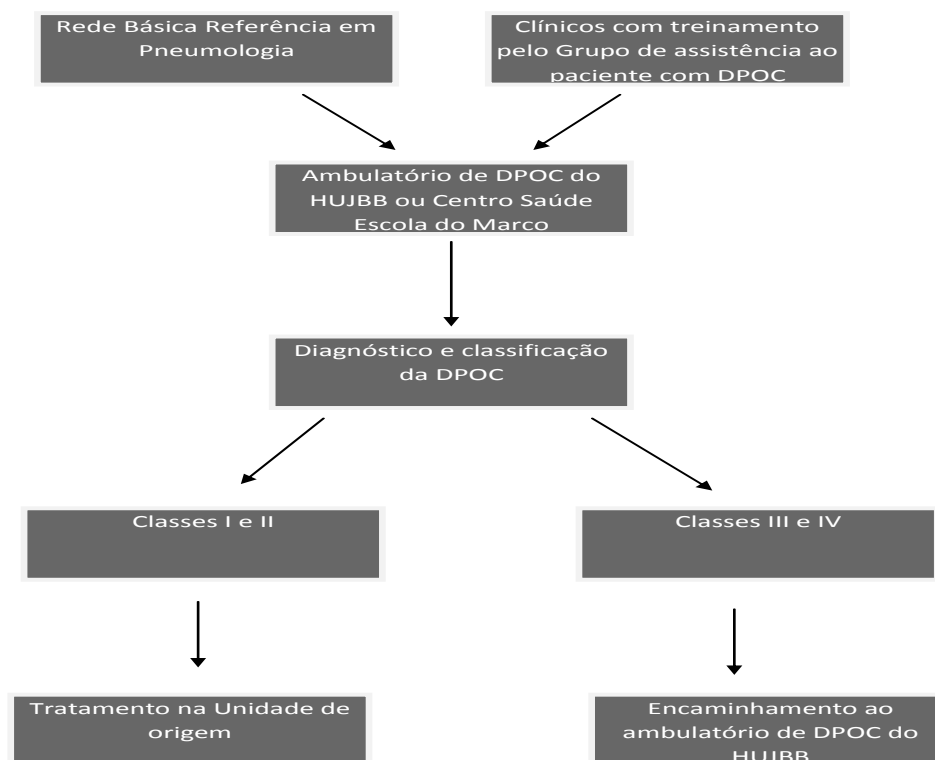 Rede Básica Referência em
Pneumologia
Clínicos com treinamento
pelo Grupo de assistência ao
paciente com DPOC
Ambulatório de DPOC do
HUJBB ou Centro Saúde
Escola do Marco
Diagnóstico e classificação
da DPOC
Classes I e II
Classes III e IV
Tratamento na Unidade de
origem
Encaminhamento ao
ambulatório de DPOC do
HUJBB